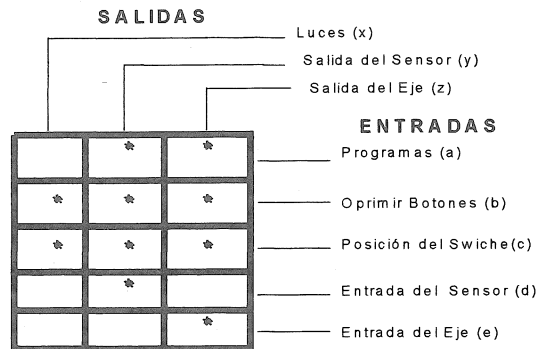 SALIDAS
Luces (x)
Salida del Sensor (y)
Salida del Eje (z)
ENTRADAS
Programas (a)
Oprimir Botones (b)
Posición del Swiche(c)
Entrada del Sensor (d)
Entrada del Eje (e)